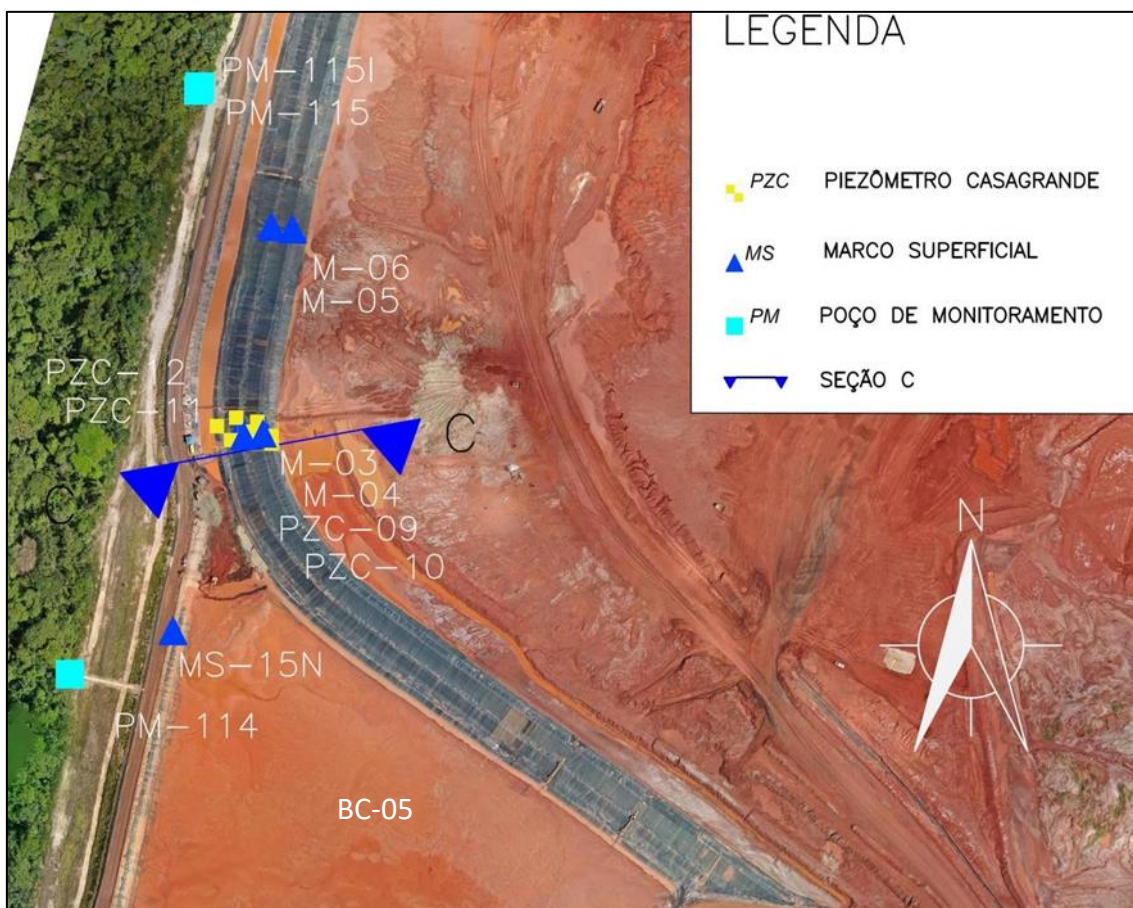 LEGENDA
PZC PIEZÔMETRO CASAGRANDE
MS MARCO SUPERFICIAL
PM POÇO DE MONITORAMENTO
SEÇÃO C
PM-115I
PM-115
M-06
M-05
PZC-12
PZC-11
C
C
M-03
M-04
PZC-09
PZC-10
N
MS-15N
PM-114
BC-05